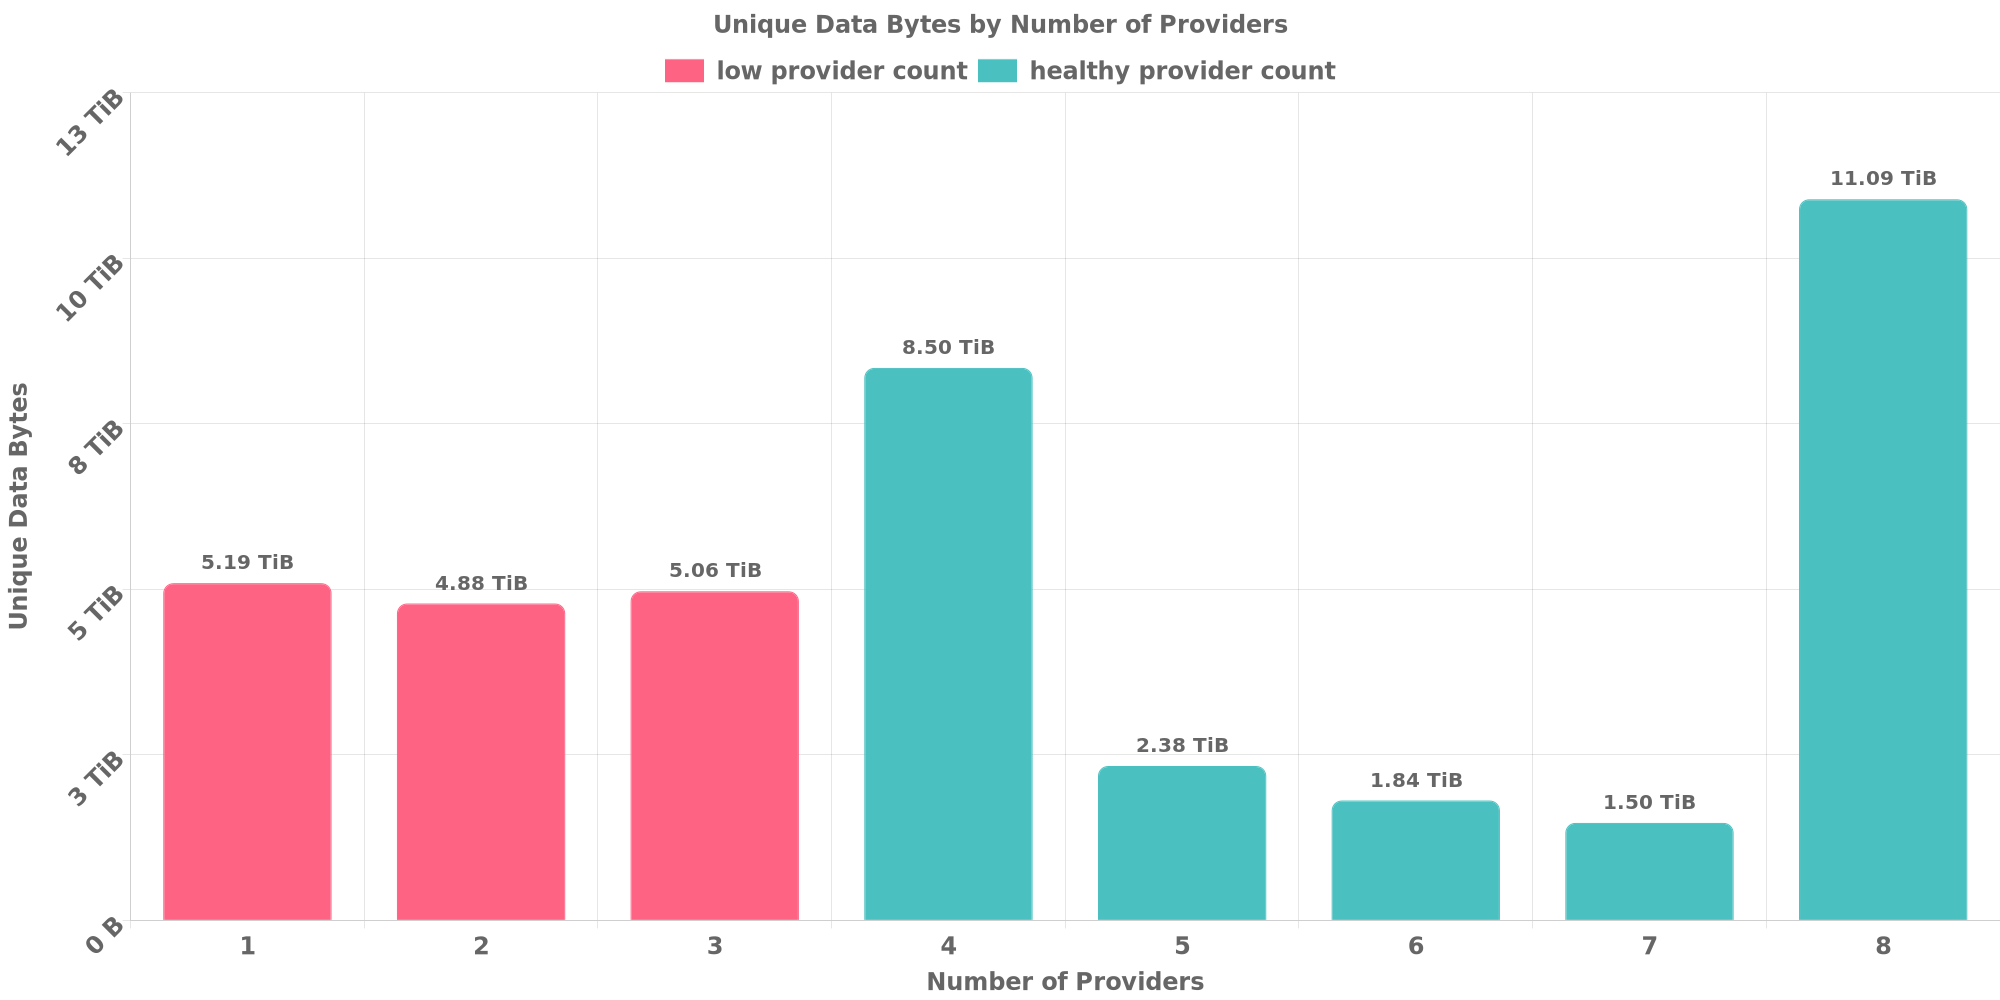 Unique Data Bytes by Number of Providers
low provider count healthy provider count
13 TiB
10 TiB
8 TiB
5 TiB
3 TiB
0 B
Unique Data Bytes
5.19 TiB
4.88 TiB
5.06 TiB
8.50 TiB
2.38 TiB
1.84 TiB
1.50 TiB
11.09 TiB
1 2 3 4 5 6 7 8
Number of Providers